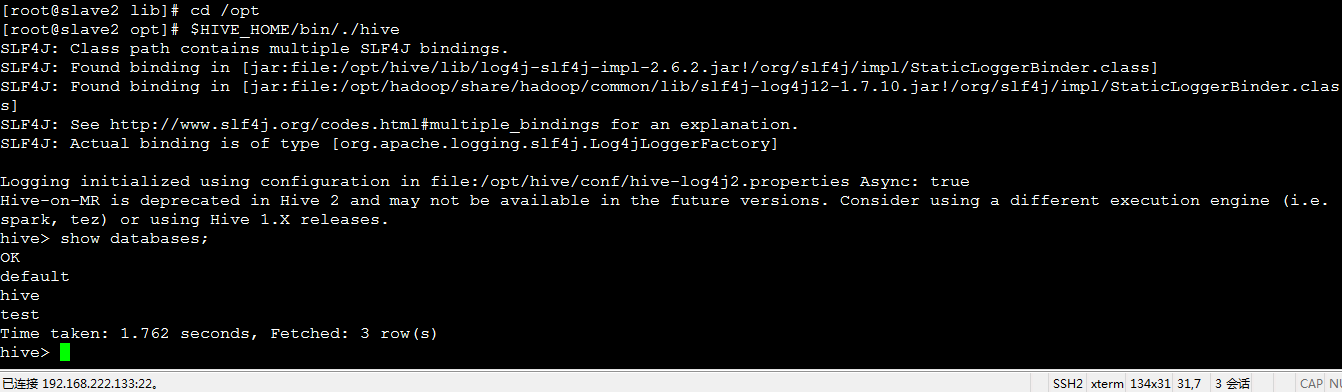 [root@slave2 lib]# cd /opt
[root@slave2 opt]# $HIVE_HOME/bin/./hive
SLF4J: Class path contains multiple SLF4J bindings.
SLF4J: Found binding in [jar:file:/opt/hive/lib/log4j-slf4j-impl-2.6.2.jar!/org/slf4j/impl/StaticLoggerBinder.class]
SLF4J: Found binding in [jar:file:/opt/hadoop/share/hadoop/common/lib/slf4j-log4j12-1.7.10.jar!/org/slf4j/impl/StaticLoggerBinder.clas
s]
SLF4J: See http://www.slf4j.org/codes.html#multiple_bindings for an explanation.
SLF4J: Actual binding is of type [org.apache.logging.slf4j.Log4jLoggerFactory]
Logging initialized using configuration in file:/opt/hive/conf/hive-log4j2.properties Async: true
Hive-on-MR is deprecated in Hive 2 and may not be available in the future versions. Consider using a different execution engine (i.e.
spark, tez) or using Hive 1.X releases.
hive> show databases;
OK
default
hive
test
Time taken: 1.762 seconds, Fetched: 3 row(s)
hive>
已连接 192.168.222.133:22。 SSH2 xterm 134x31 31,7 3 会话 CAP